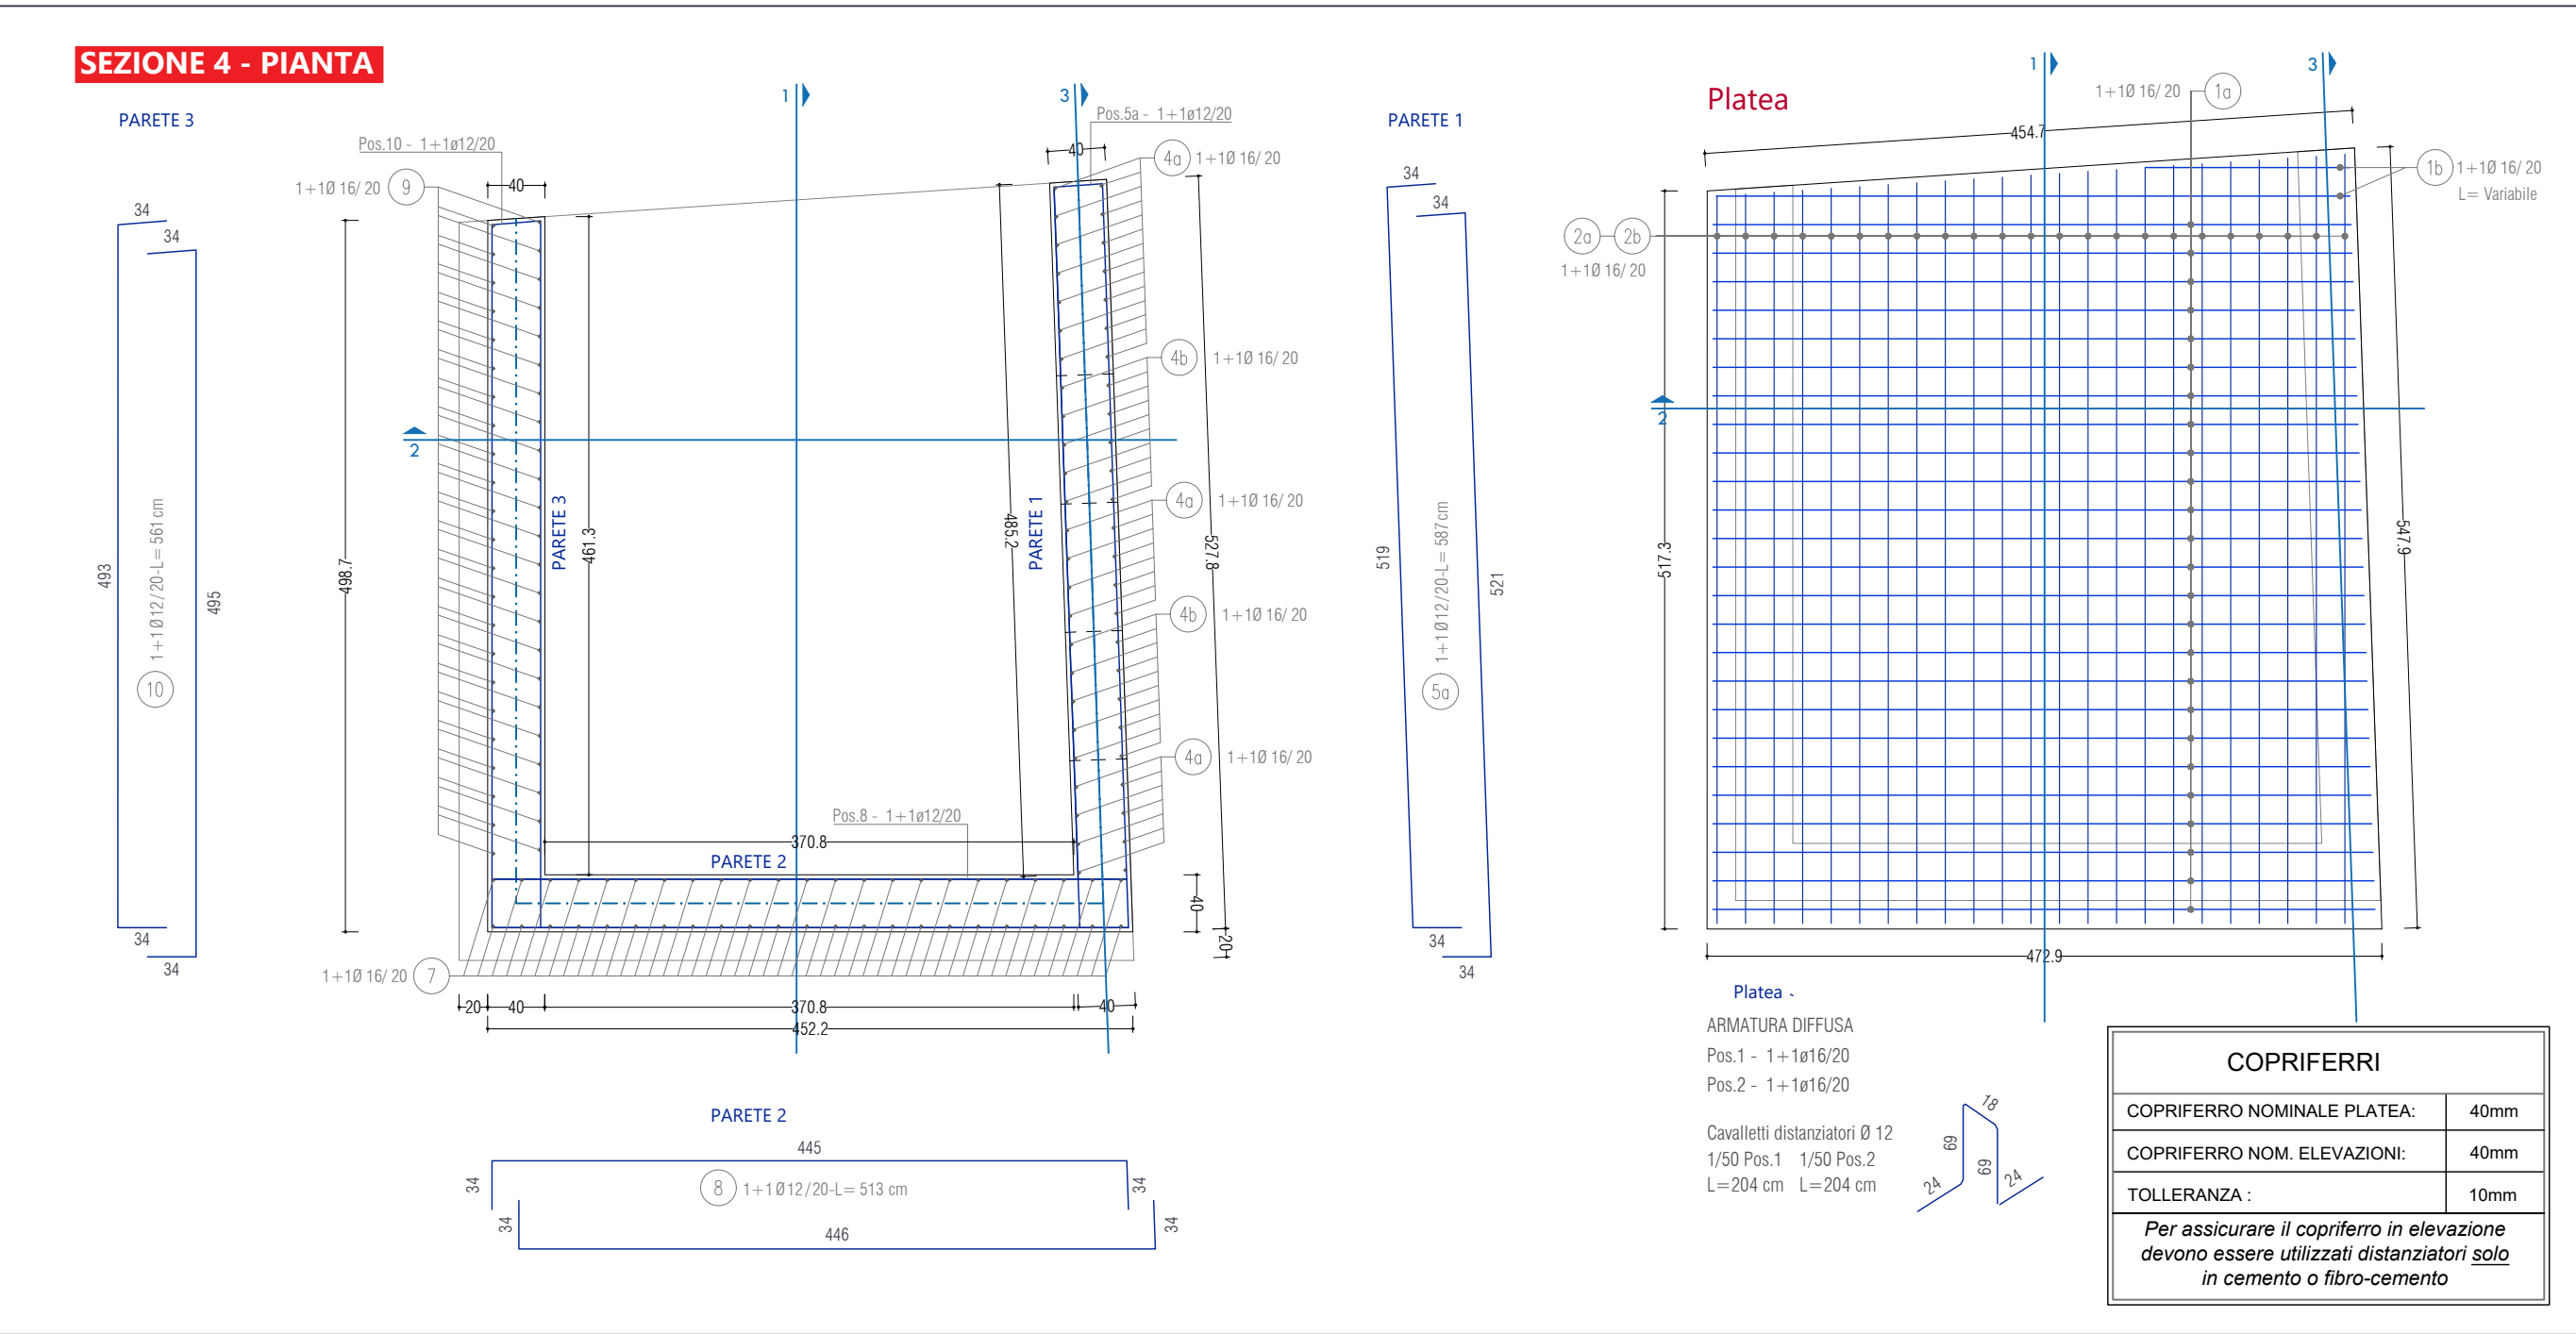 SEZIONE 4 - PIANTA
PARETE 3
34
34
493
10 1+1Ø12/20-L= 561 cm
495
34
34
Pos.10 - 1+1ø12/20
1+1Ø 16/ 20 9
40
498.7
PARETE 3
461.3
1
3
Pos.5a - 1+1ø12/20
40
4a 1+1Ø 16/ 20
4b 1+1Ø 16/ 20
4a 1+1Ø 16/ 20
4b 1+1Ø 16/ 20
4a 1+1Ø 16/ 20
2
485.2
PARETE 1
527.8
Pos.8 - 1+1ø12/20
370.8
PARETE 2
40
20
1+1Ø 16/ 20 7
20
40
370.8
40
452.2
PARETE 2
445
34
34
8 1+1Ø12/20-L= 513 cm
34
34
446
PARETE 1
34
34
519
5a 1+1Ø12/20-L= 587cm
521
34
34
Platea
1
3
1+1Ø 16/ 20 1a
454.7
1b 1+1Ø 16/ 20
L= Variabile
2a 2b
1+1Ø 16/ 20
2
517.3
547.9
472.9
Platea
ARMATURA DIFFUSA
Pos.1 - 1+1ø16/20
Pos.2 - 1+1ø16/20
Cavalletti distanziatori Ø 12
1/50 Pos.1 1/50 Pos.2
L=204 cm L=204 cm
18
69
69
24
24
COPRIFERRI
COPRIFERRO NOMINALE PLATEA: 40mm
COPRIFERRO NOM. ELEVAZIONI: 40mm
TOLLERANZA : 10mm
Per assicurare il copriferro in elevazione
devono essere utilizzati distanziatori solo
in cemento o fibro-cemento